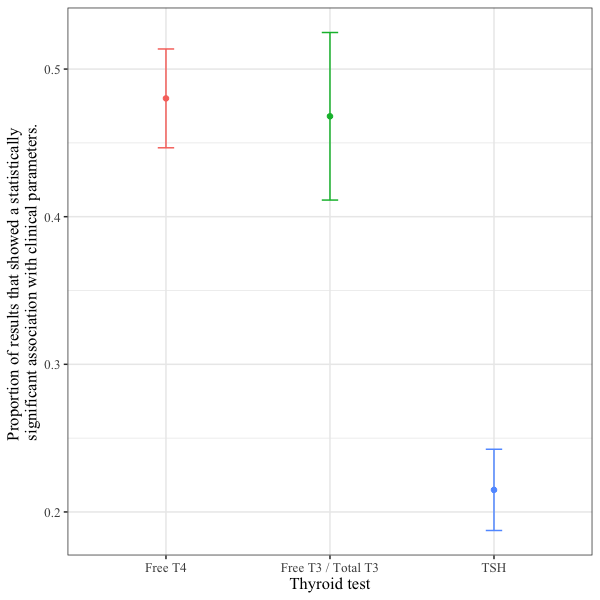 Proportion of results that showed a statistically
significant association with clinical parameters.
0.5
0.4
0.3
0.2
Free T4
Free T3 / Total T3
TSH
Thyroid test